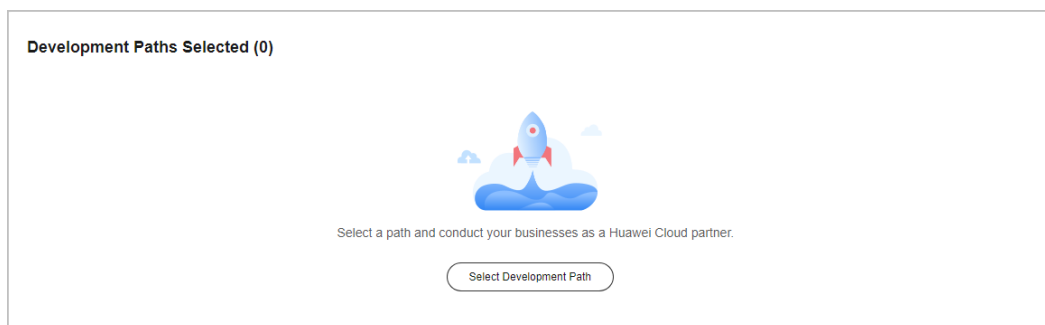 Development Paths Selected (0)
Select a path and conduct your businesses as a Huawei Cloud partner.
Select Development Path